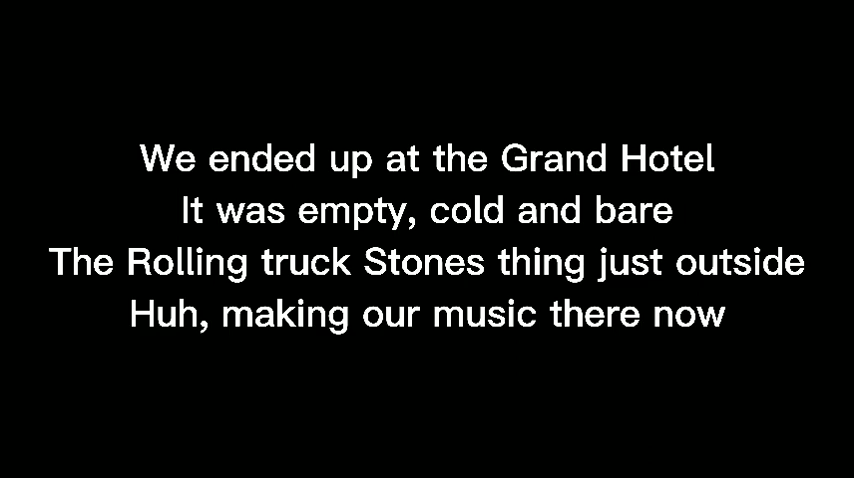 We ended up at the Grand Hotel
It was empty, cold and bare
The Rolling truck Stones thing just outside
Huh, making our music there now